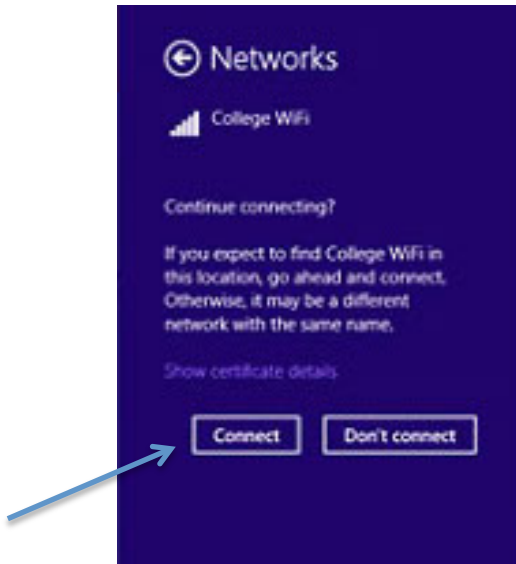 Networks
College WiFi
Continue connecting?
If you expect to find College WiFi in
this location, go ahead and connect.
Otherwise, it may be a different
network with the same name.
Show certificate details
Connect Don't connect